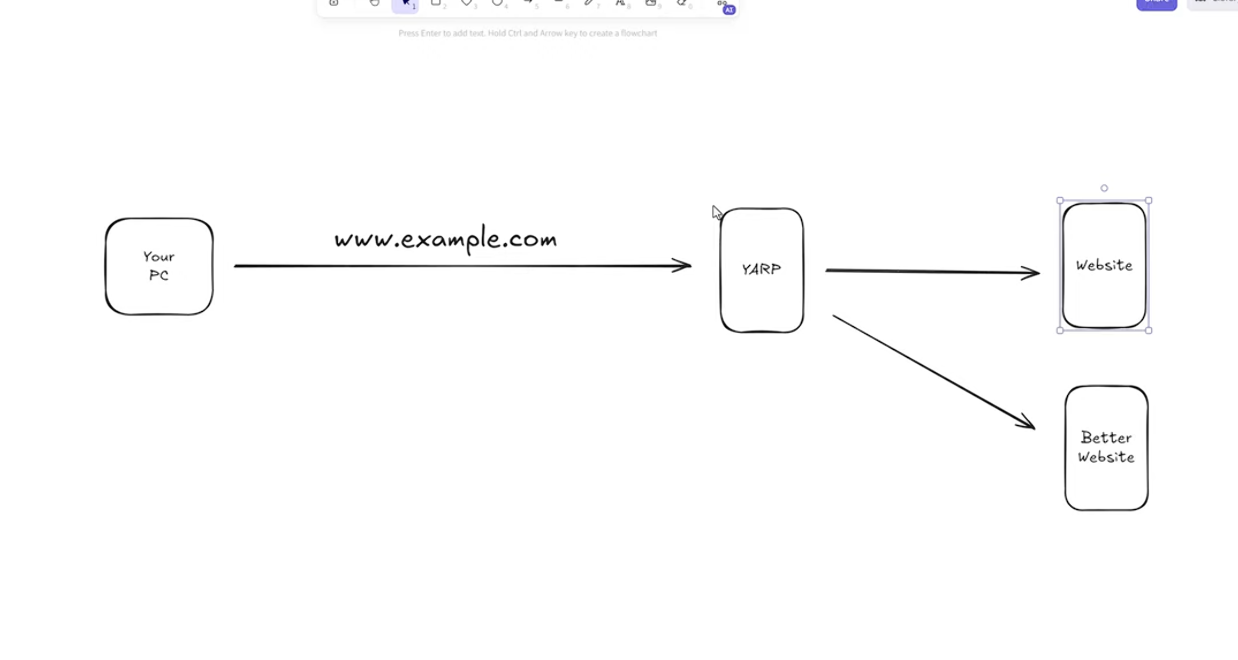 Press Enter to add text. Hold Ctrl and Arrow key to create a flowchart
AI
Your
PC
www.example.com
YARP
Website
Better
Website